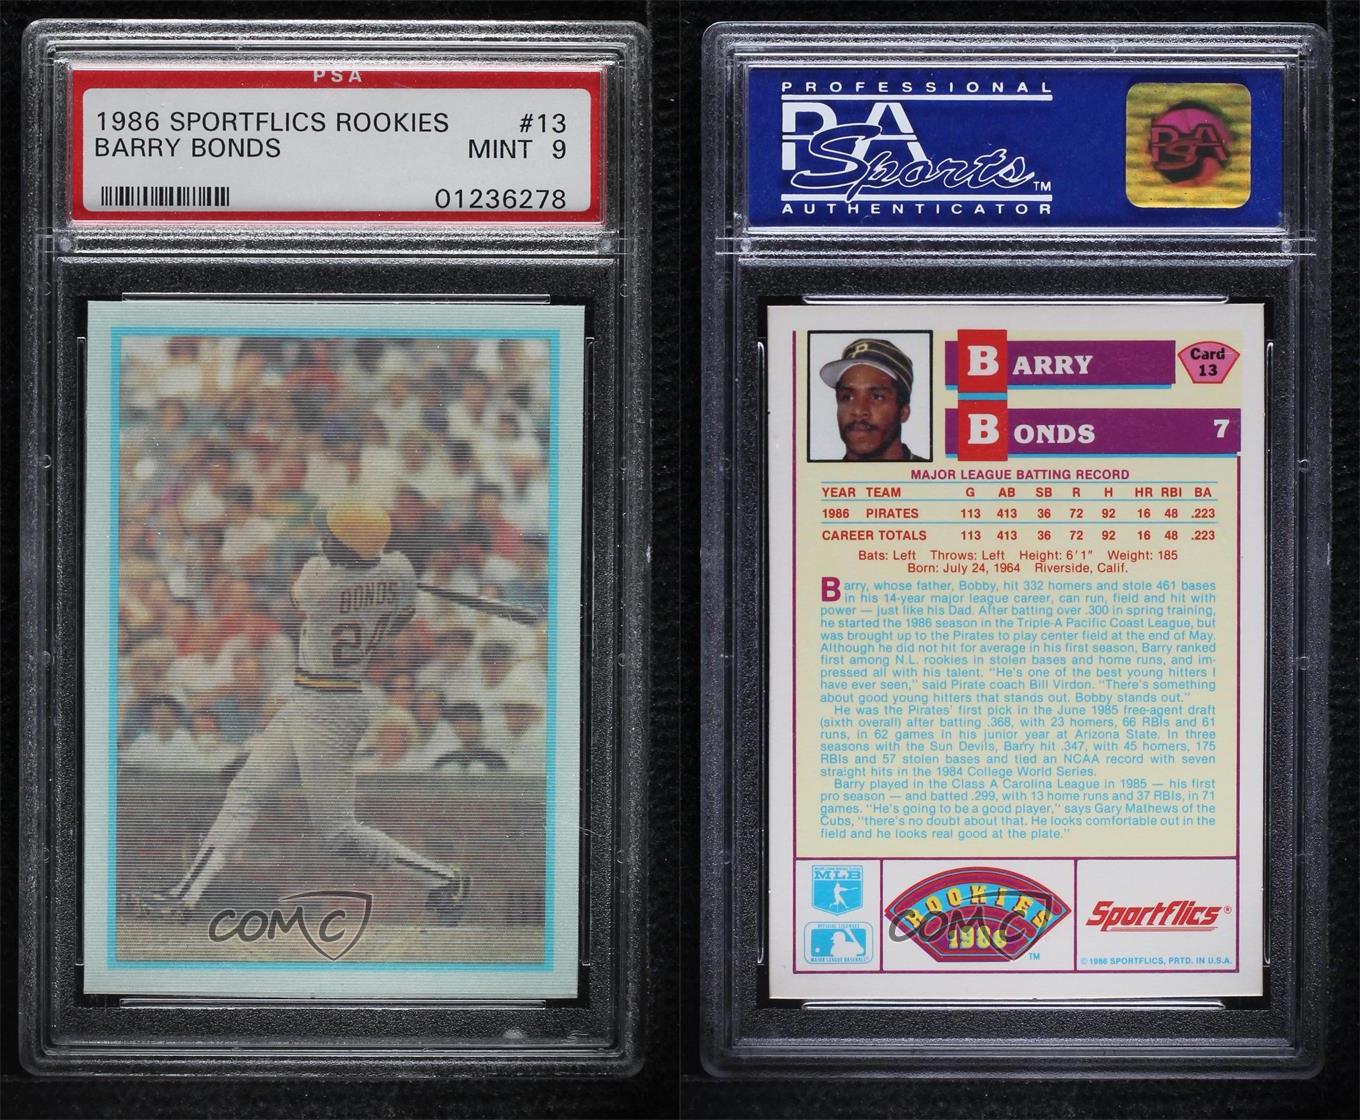 PSA
1986 SPORTFLICS ROOKIES #13
BARRY BONDS MINT 9
01236278
BONDS
24
COMC
PROFESSIONAL
PSA
Sports™
AUTHENTICATOR
PSA
BARRY
Card
13
BONDS 7
MAJOR LEAGUE BATTING RECORD
YEAR TEAM G AB SB R H HR RBI BA
1986 PIRATES 113 413 36 72 92 16 48 .223
CAREER TOTALS 113 413 36 72 92 16 48 .223
Bats: Left Throws: Left Height: 6'1" Weight: 185
Born: July 24, 1964 Riverside, Calif.
Barry, whose father, Bobby, hit 332 homers and stole 461 bases
in his 14-year major league career, can run, field and hit with
power — just like his Dad. After batting over .300 in spring training,
he started the 1986 season in the Triple-A Pacific Coast League, but
was brought up to the Pirates to play center field at the end of May.
Although he did not hit for average in his first season, Barry ranked
first among N.L. rookies in stolen bases and home runs, and im-
pressed all with his talent. "He's one of the best young hitters I
have ever seen," said Pirate coach Bill Virdon. "There's something
about good young hitters that stands out. Bobby stands out."
He was the Pirates' first pick in the June 1985 free-agent draft
(sixth overall) after batting .368, with 23 homers, 66 RBIs and 61
runs, in 62 games in his junior year at Arizona State. In three
seasons with the Sun Devils, Barry hit .347, with 45 homers, 175
RBIs and 57 stolen bases and tied an NCAA record with seven
straight hits in the 1984 College World Series.
Barry played in the Class A Carolina League in 1985 — his first
pro season — and batted .299, with 13 home runs and 37 RBIs, in 71
games. "He's going to be a good player," says Gary Mathews of the
Cubs, "there's no doubt about that. He looks comfortable out in the
field and he looks real good at the plate."
MLB
OFFICIAL LICENSEE
MAJOR LEAGUE BASEBALL
ROOKIES
1986
™
COMC
Sportflics®
© 1986 SPORTFLICS, PRTD. IN U.S.A.